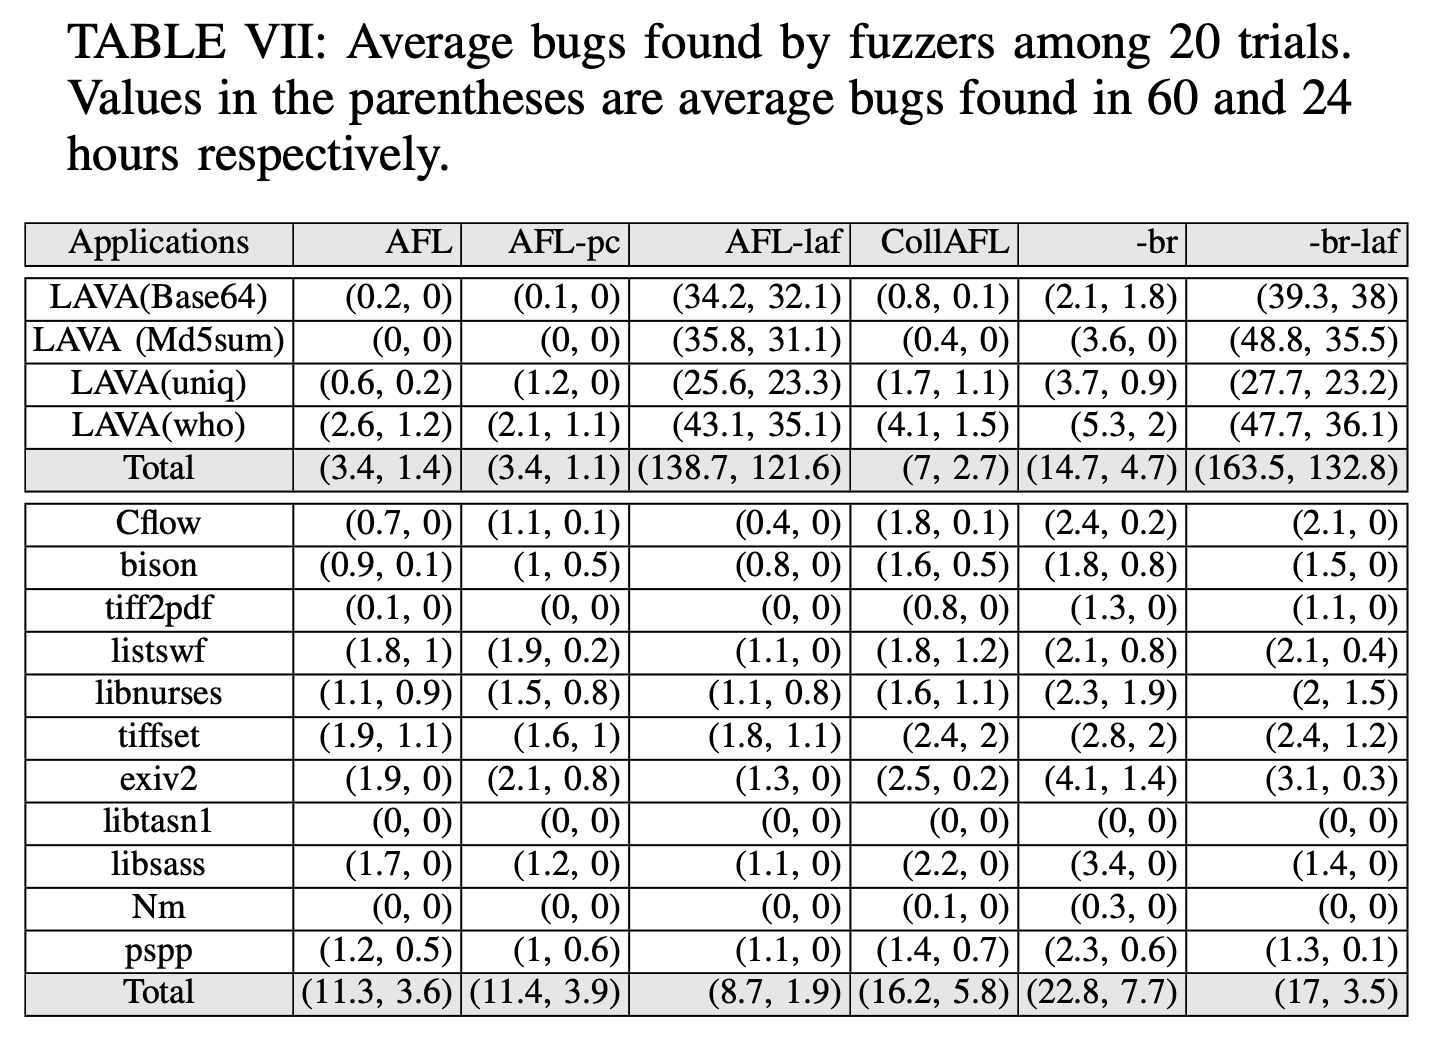 TABLE VII: Average bugs found by fuzzers among 20 trials.
Values in the parentheses are average bugs found in 60 and 24
hours respectively.
Applications AFL AFL-pc AFL-laf CollAFL -br -br-laf
LAVA(Base64) (0.2, 0) (0.1, 0) (34.2, 32.1) (0.8, 0.1) (2.1, 1.8) (39.3, 38)
LAVA (Md5sum) (0, 0) (0, 0) (35.8, 31.1) (0.4, 0) (3.6, 0) (48.8, 35.5)
LAVA(uniq) (0.6, 0.2) (1.2, 0) (25.6, 23.3) (1.7, 1.1) (3.7, 0.9) (27.7, 23.2)
LAVA(who) (2.6, 1.2) (2.1, 1.1) (43.1, 35.1) (4.1, 1.5) (5.3, 2) (47.7, 36.1)
Total (3.4, 1.4) (3.4, 1.1) (138.7, 121.6) (7, 2.7) (14.7, 4.7) (163.5, 132.8)
Cflow (0.7, 0) (1.1, 0.1) (0.4, 0) (1.8, 0.1) (2.4, 0.2) (2.1, 0)
bison (0.9, 0.1) (1, 0.5) (0.8, 0) (1.6, 0.5) (1.8, 0.8) (1.5, 0)
tiff2pdf (0.1, 0) (0, 0) (0, 0) (0.8, 0) (1.3, 0) (1.1, 0)
listswf (1.8, 1) (1.9, 0.2) (1.1, 0) (1.8, 1.2) (2.1, 0.8) (2.1, 0.4)
libnurses (1.1, 0.9) (1.5, 0.8) (1.1, 0.8) (1.6, 1.1) (2.3, 1.9) (2, 1.5)
tiffset (1.9, 1.1) (1.6, 1) (1.8, 1.1) (2.4, 2) (2.8, 2) (2.4, 1.2)
exiv2 (1.9, 0) (2.1, 0.8) (1.3, 0) (2.5, 0.2) (4.1, 1.4) (3.1, 0.3)
libtasn1 (0, 0) (0, 0) (0, 0) (0, 0) (0, 0) (0, 0)
libsass (1.7, 0) (1.2, 0) (1.1, 0) (2.2, 0) (3.4, 0) (1.4, 0)
Nm (0, 0) (0, 0) (0, 0) (0.1, 0) (0.3, 0) (0, 0)
pspp (1.2, 0.5) (1, 0.6) (1.1, 0) (1.4, 0.7) (2.3, 0.6) (1.3, 0.1)
Total (11.3, 3.6) (11.4, 3.9) (8.7, 1.9) (16.2, 5.8) (22.8, 7.7) (17, 3.5)